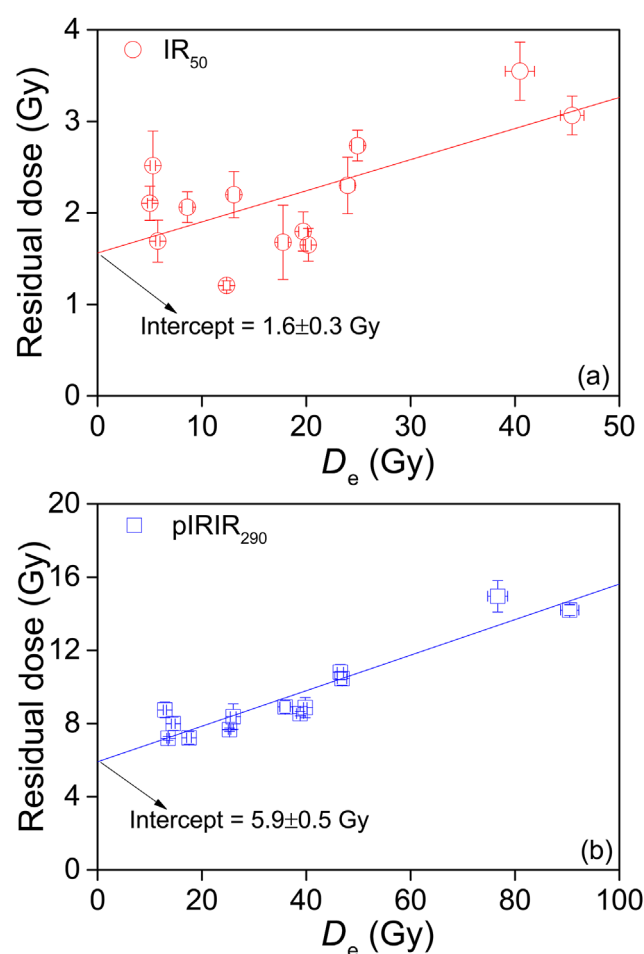 4
3
2
1
0
Residual dose (Gy)
IR50
Intercept = 1.6±0.3 Gy
(a)
0 10 20 30 40 50
De (Gy)
20
16
12
8
4
0
Residual dose (Gy)
pIRIR290
Intercept = 5.9±0.5 Gy
(b)
0 20 40 60 80 100
De (Gy)